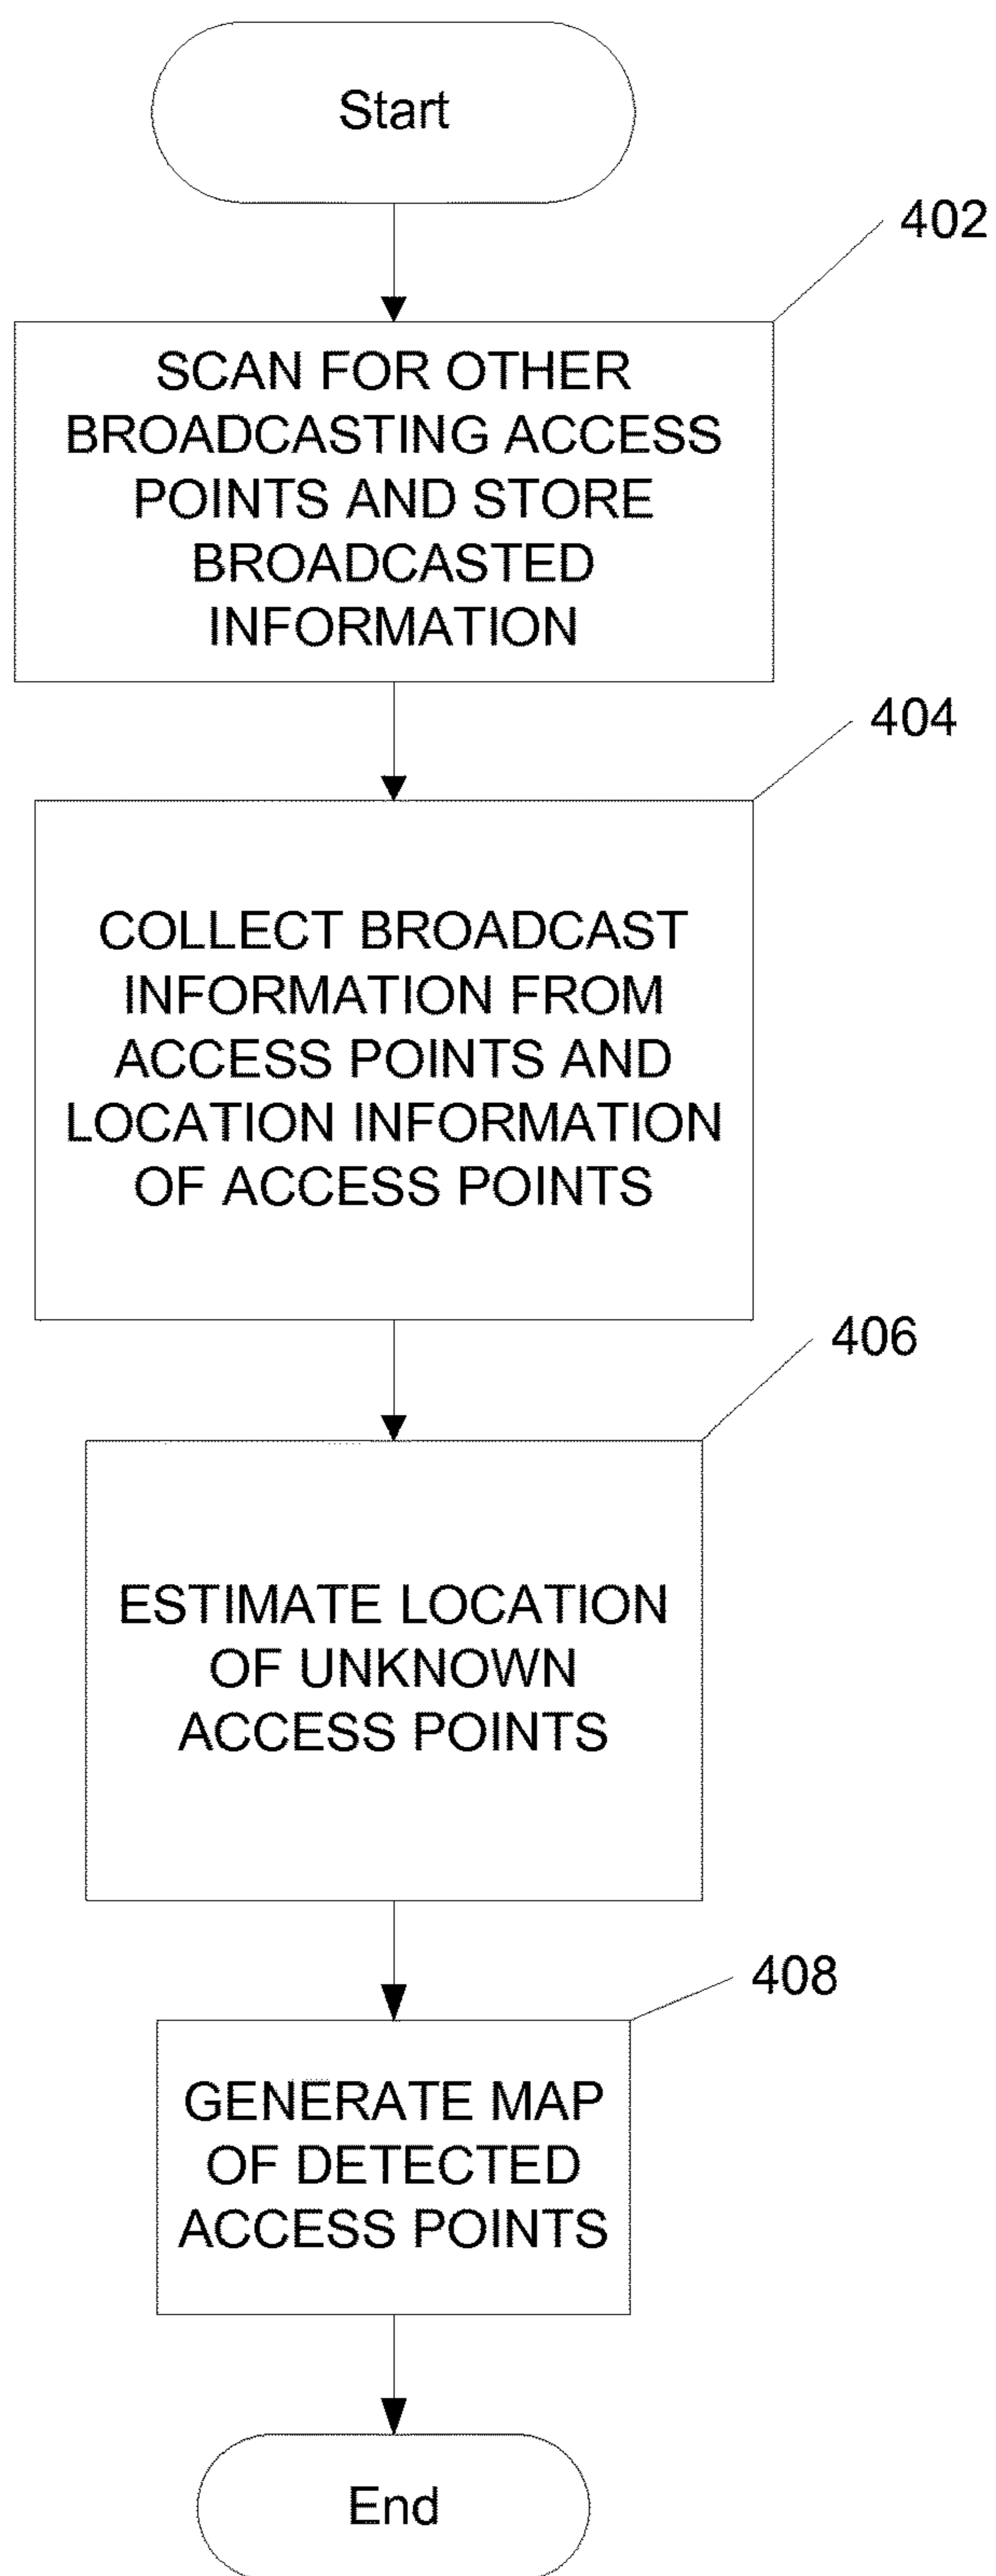 Start
402
SCAN FOR OTHER
BROADCASTING ACCESS
POINTS AND STORE
BROADCASTED
INFORMATION
404
COLLECT BROADCAST
INFORMATION FROM
ACCESS POINTS AND
LOCATION INFORMATION
OF ACCESS POINTS
406
ESTIMATE LOCATION
OF UNKNOWN
ACCESS POINTS
408
GENERATE MAP
OF DETECTED
ACCESS POINTS
End